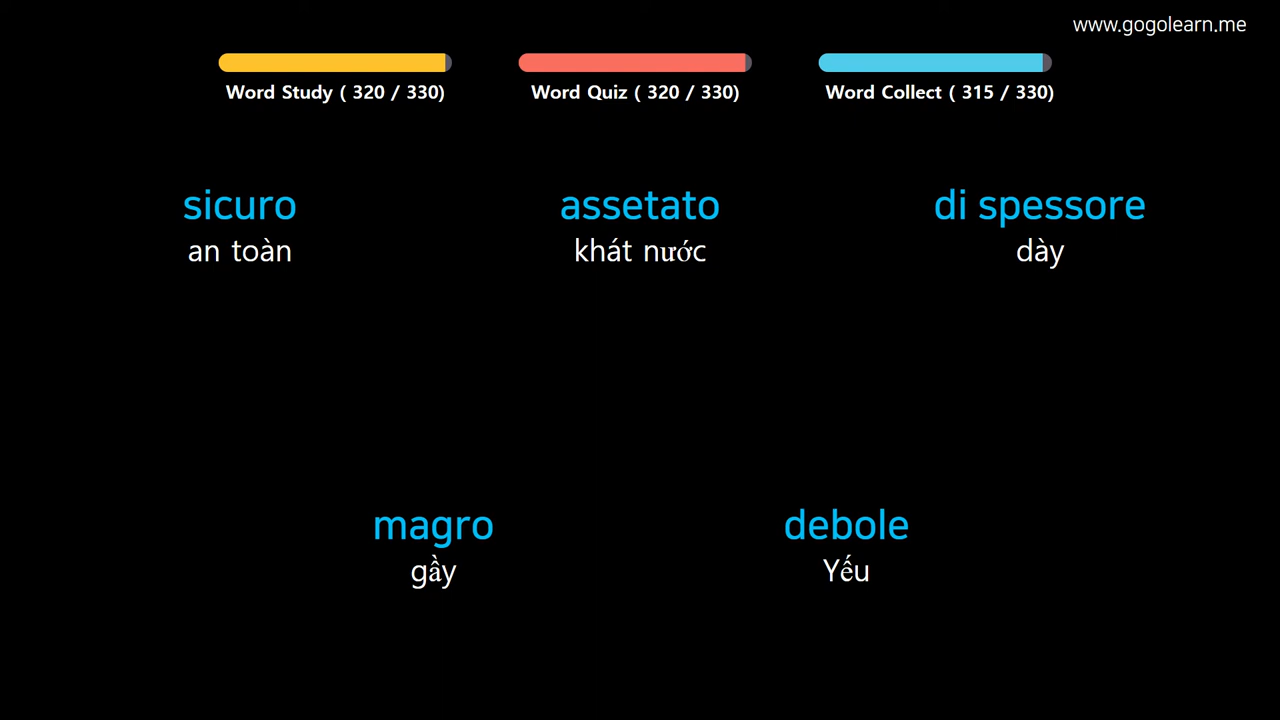 www.gogolearn.me
Word Study ( 320 / 330)
Word Quiz ( 320 / 330)
Word Collect ( 315 / 330)
sicuro
an toàn
assetato
khát nước
di spessore
dày
magro
gầy
debole
Yếu